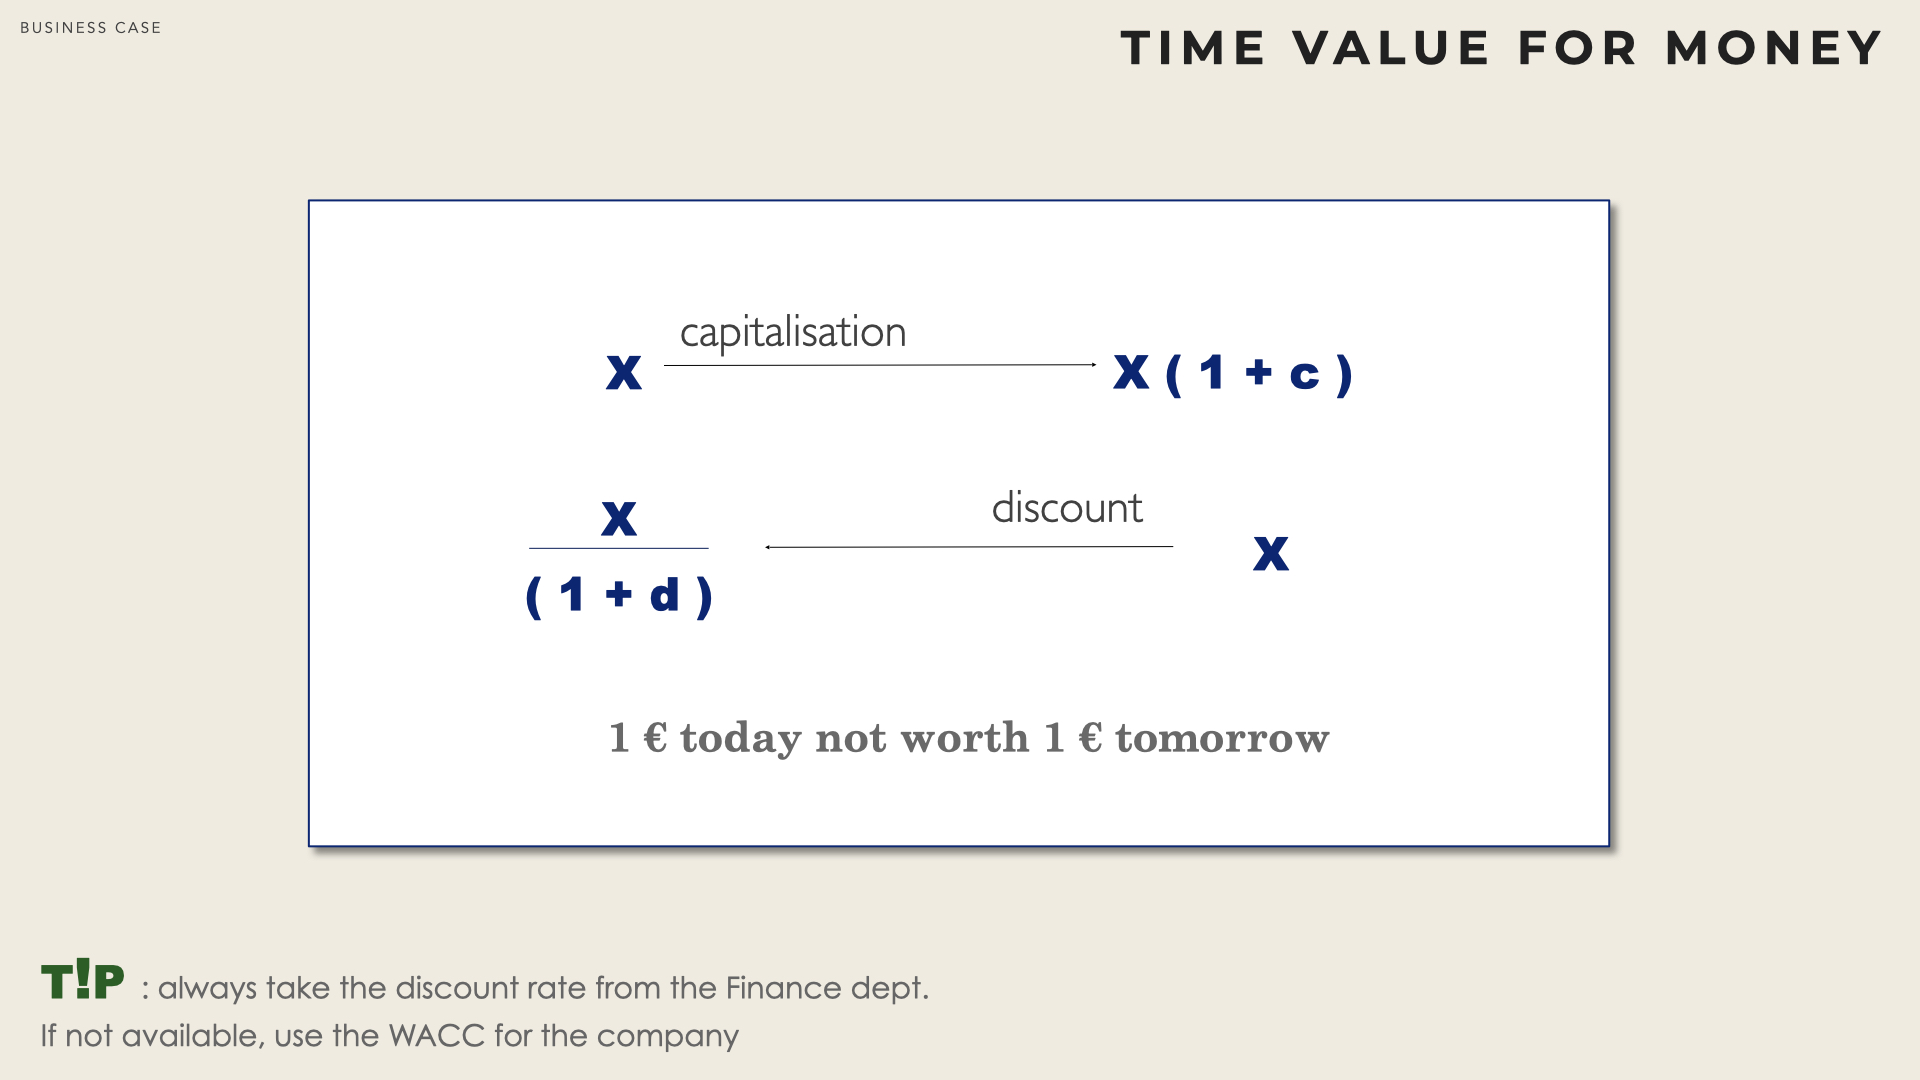 BUSINESS CASE
TIME VALUE FOR MONEY
capitalisation
X
X ( 1 + c )
X
( 1 + d )
discount
X
1 € today not worth 1 € tomorrow
T!P : always take the discount rate from the Finance dept.
If not available, use the WACC for the company